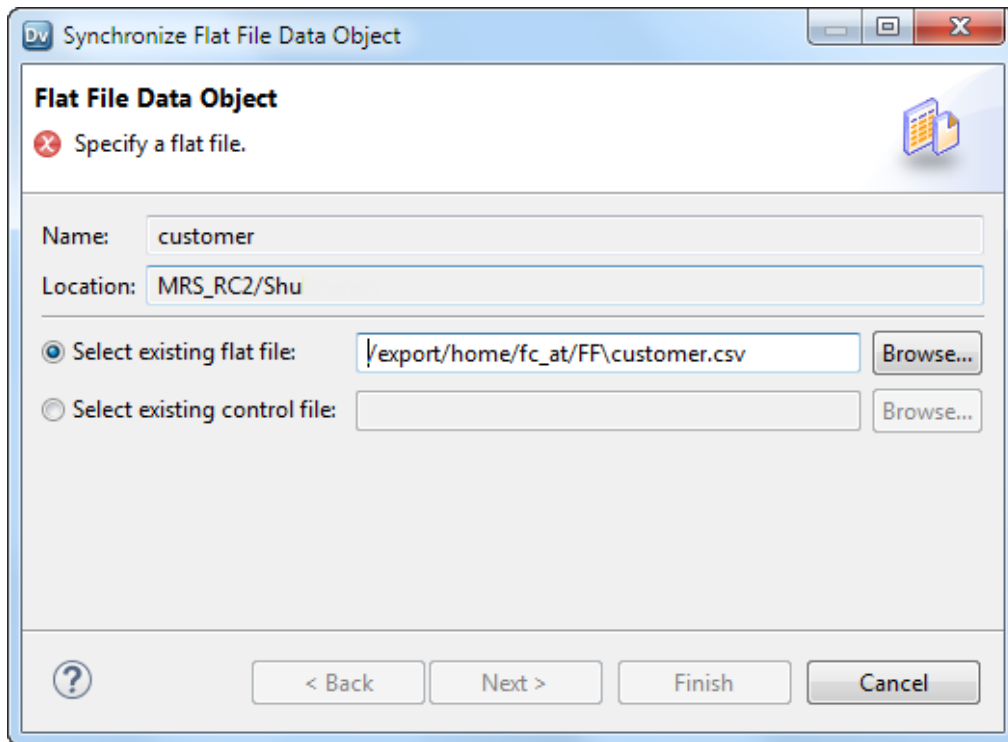 Dv Synchronize Flat File Data Object
Flat File Data Object
Specify a flat file.
Name: customer
Location: MRS_RC2/Shu
Select existing flat file: /export/home/fc_at/FF\customer.csv Browse...
Select existing control file: Browse...
? < Back Next > Finish Cancel